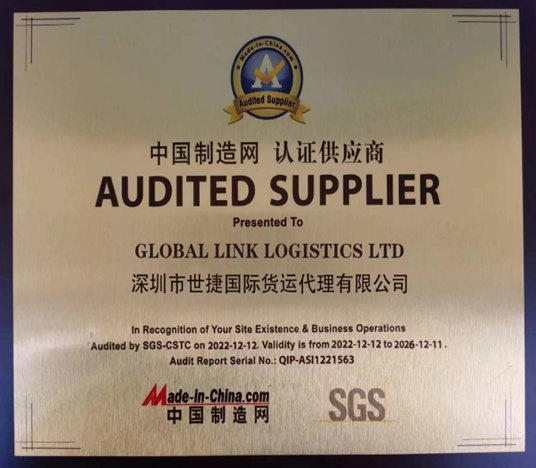 Made-in-China.com
A
Audited Supplier
中国制造网 认证供应商
AUDITED SUPPLIER
Presented To
GLOBAL LINK LOGISTICS LTD
深圳市世捷国际货运代理有限公司
In Recognition of Your Site Existence & Business Operations
Audited by SGS-CSTC on 2022-12-12. Validity is from 2022-12-12 to 2026-12-11.
Audit Report Serial No.: QIP-ASI1221563
Made-in-China.com
中国制造网
SGS